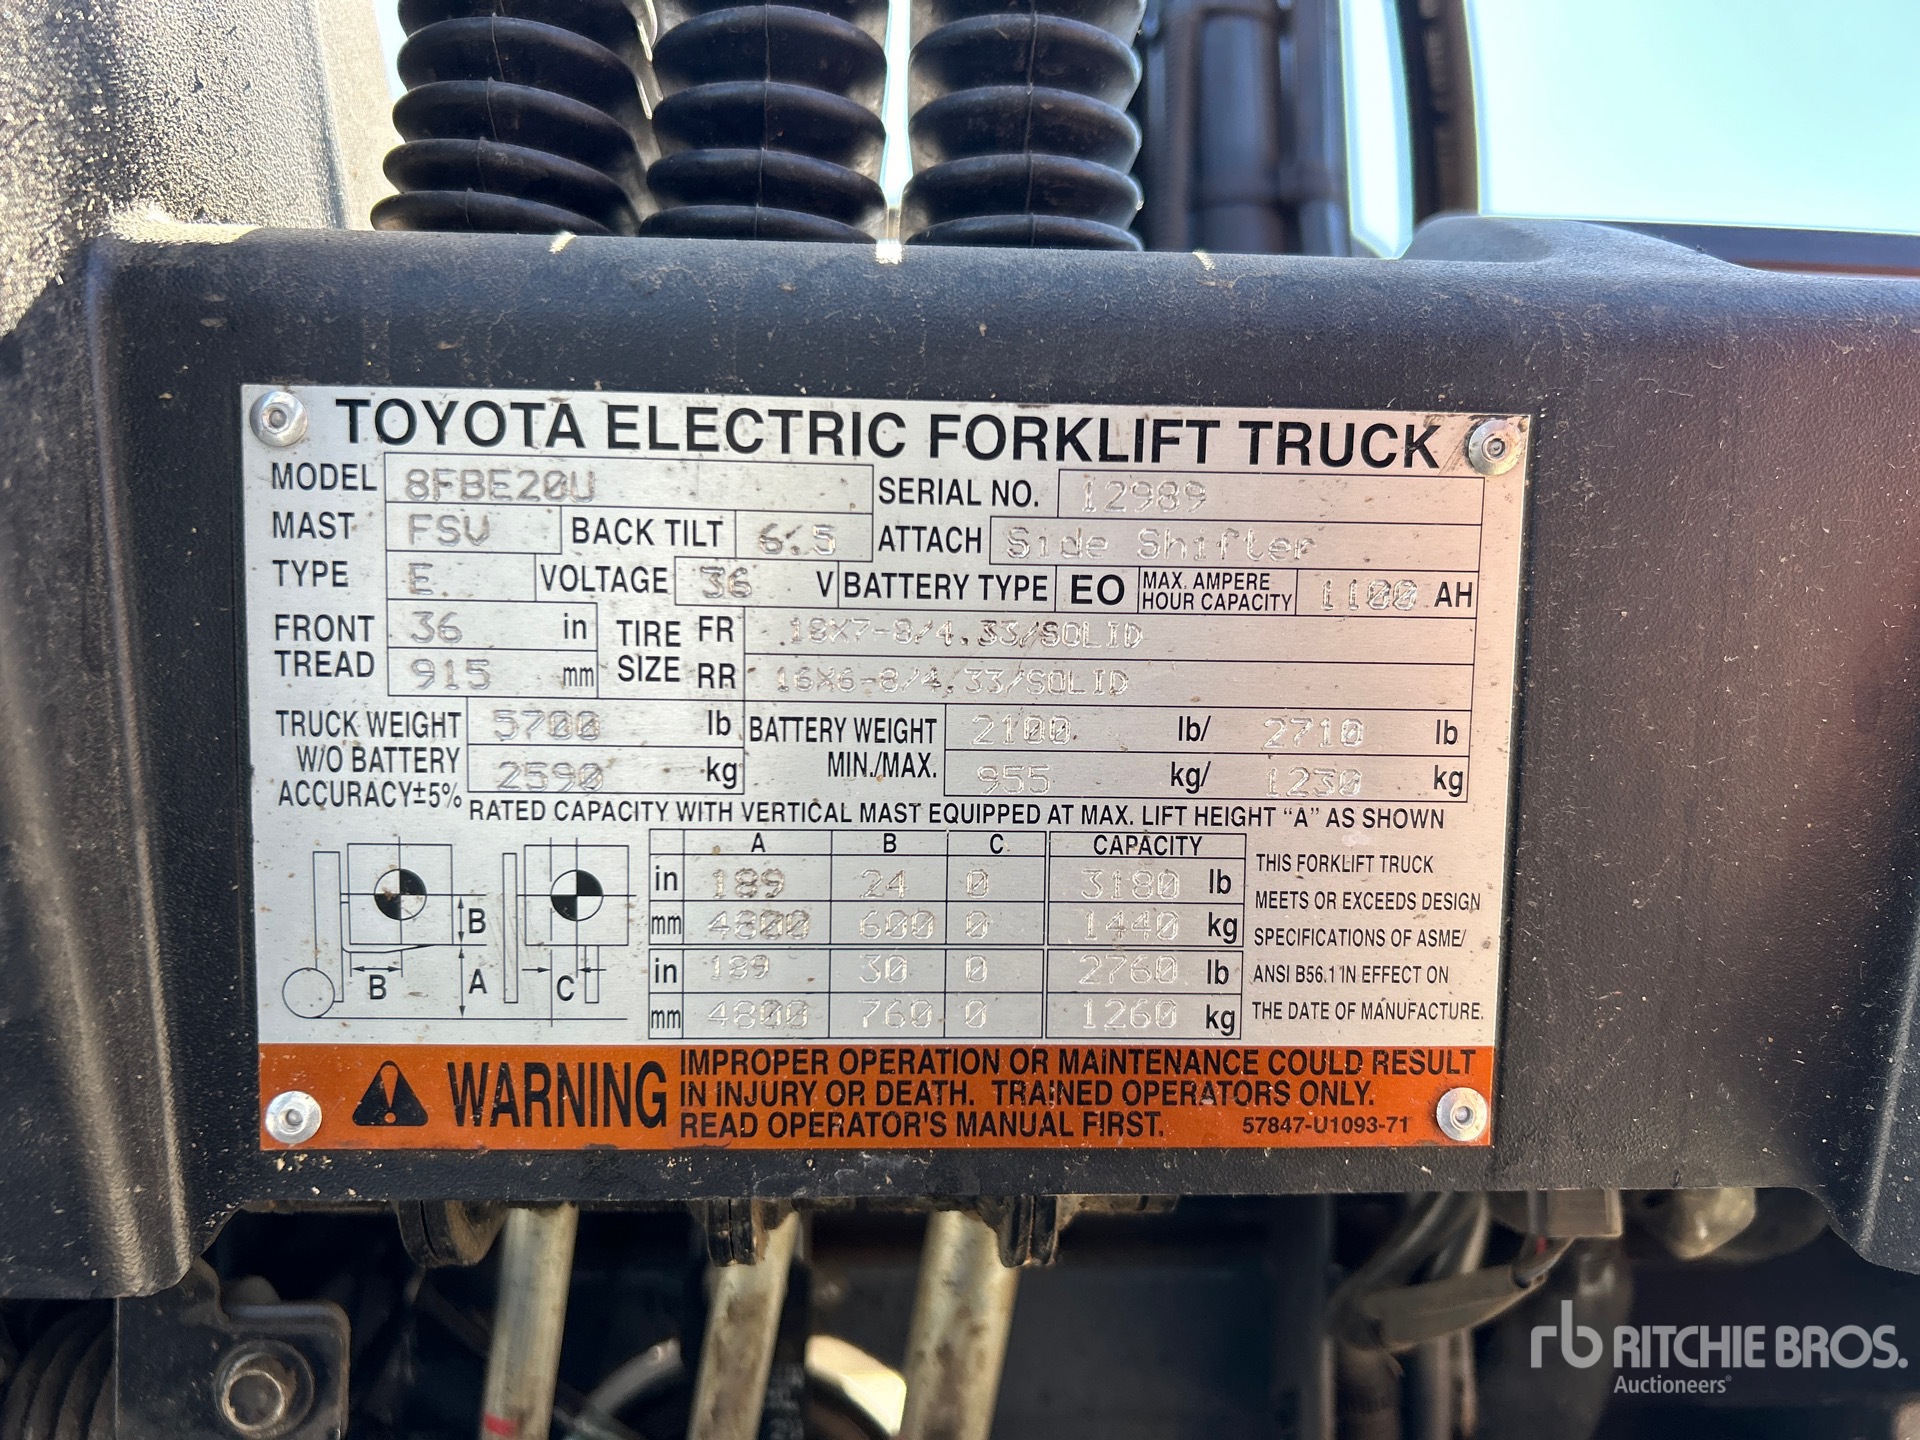 TOYOTA ELECTRIC FORKLIFT TRUCK
MODEL 8FBE20U SERIAL NO. 12989
MAST FSV BACK TILT 6.5 ATTACH Side Shifter
TYPE E VOLTAGE 36 V BATTERY TYPE EO MAX. AMPERE HOUR CAPACITY 1100 AH
FRONT TREAD 36 in TIRE SIZE FR 18X7-8/4.33/SOLID
915 mm RR 16X6-8/4.33/SOLID
TRUCK WEIGHT 5700 lb BATTERY WEIGHT 2100 lb/ 2710 lb
W/O BATTERY 2590 kg MIN./MAX. 955 kg/ 1230 kg
ACCURACY±5%
RATED CAPACITY WITH VERTICAL MAST EQUIPPED AT MAX. LIFT HEIGHT "A" AS SHOWN
A B C CAPACITY
in 189 24 0 3180 lb
mm 4800 600 0 1440 kg
in 189 30 0 2760 lb
mm 4800 760 0 1260 kg
B
B A C
THIS FORKLIFT TRUCK
MEETS OR EXCEEDS DESIGN
SPECIFICATIONS OF ASME/
ANSI B56.1 IN EFFECT ON
THE DATE OF MANUFACTURE.
WARNING
IMPROPER OPERATION OR MAINTENANCE COULD RESULT
IN INJURY OR DEATH. TRAINED OPERATORS ONLY.
READ OPERATOR'S MANUAL FIRST. 57847-U1093-71
rb RITCHIE BROS.
Auctioneers®